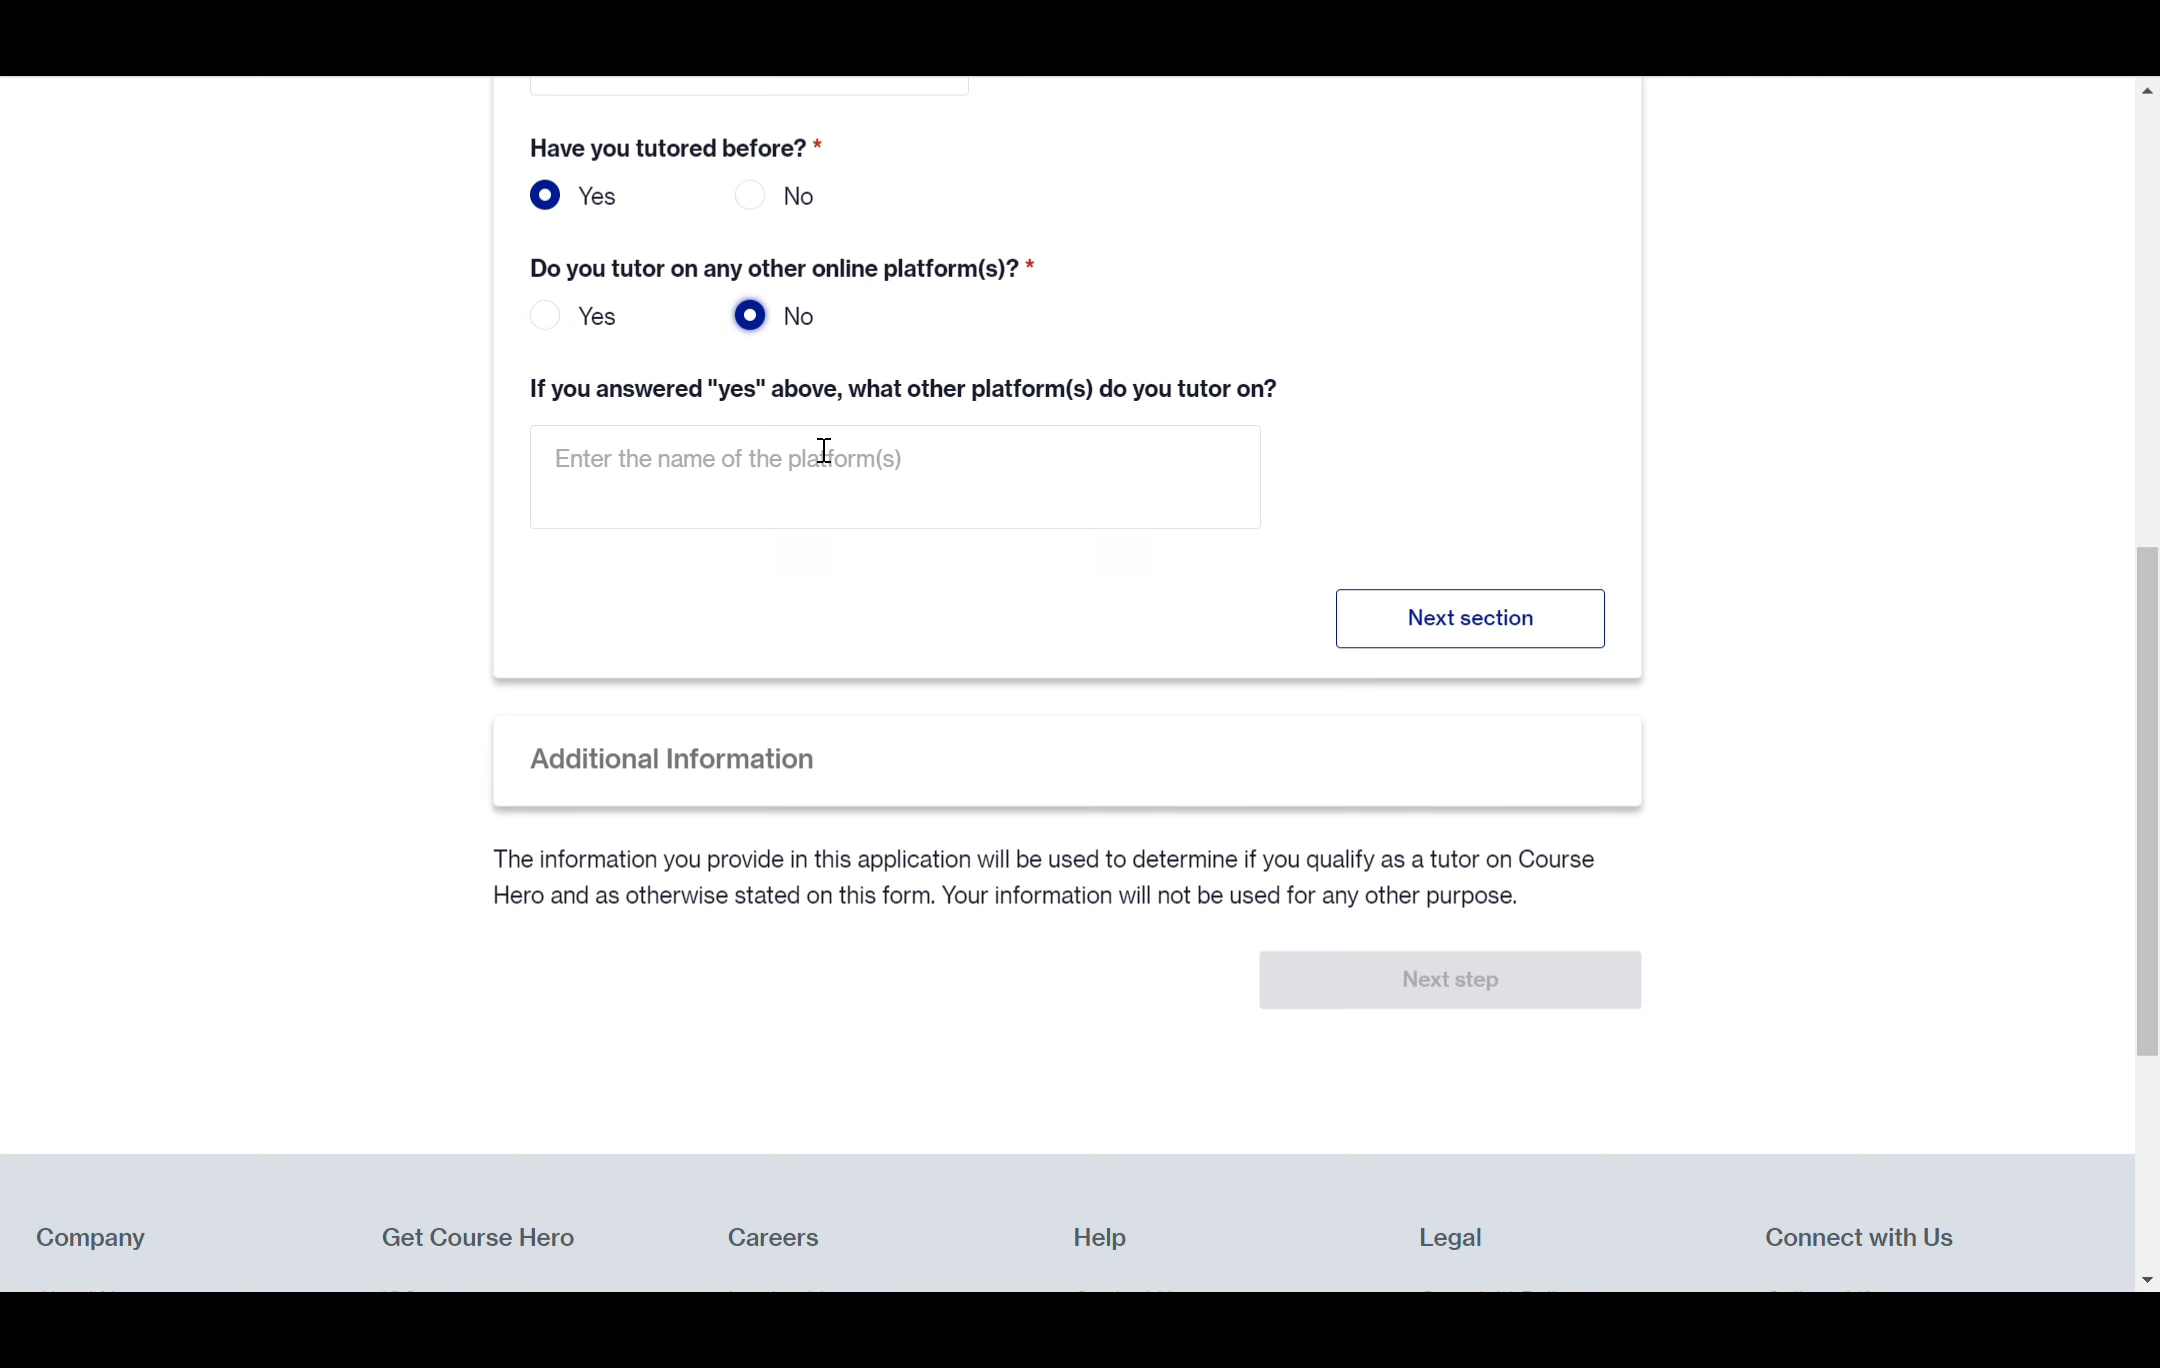 Have you tutored before? *
Yes No
Do you tutor on any other online platform(s)? *
Yes No
If you answered "yes" above, what other platform(s) do you tutor on?
Enter the name of the platform(s)
Next section
Additional Information
The information you provide in this application will be used to determine if you qualify as a tutor on Course
Hero and as otherwise stated on this form. Your information will not be used for any other purpose.
Next step
Company Get Course Hero Careers Help Legal Connect with Us